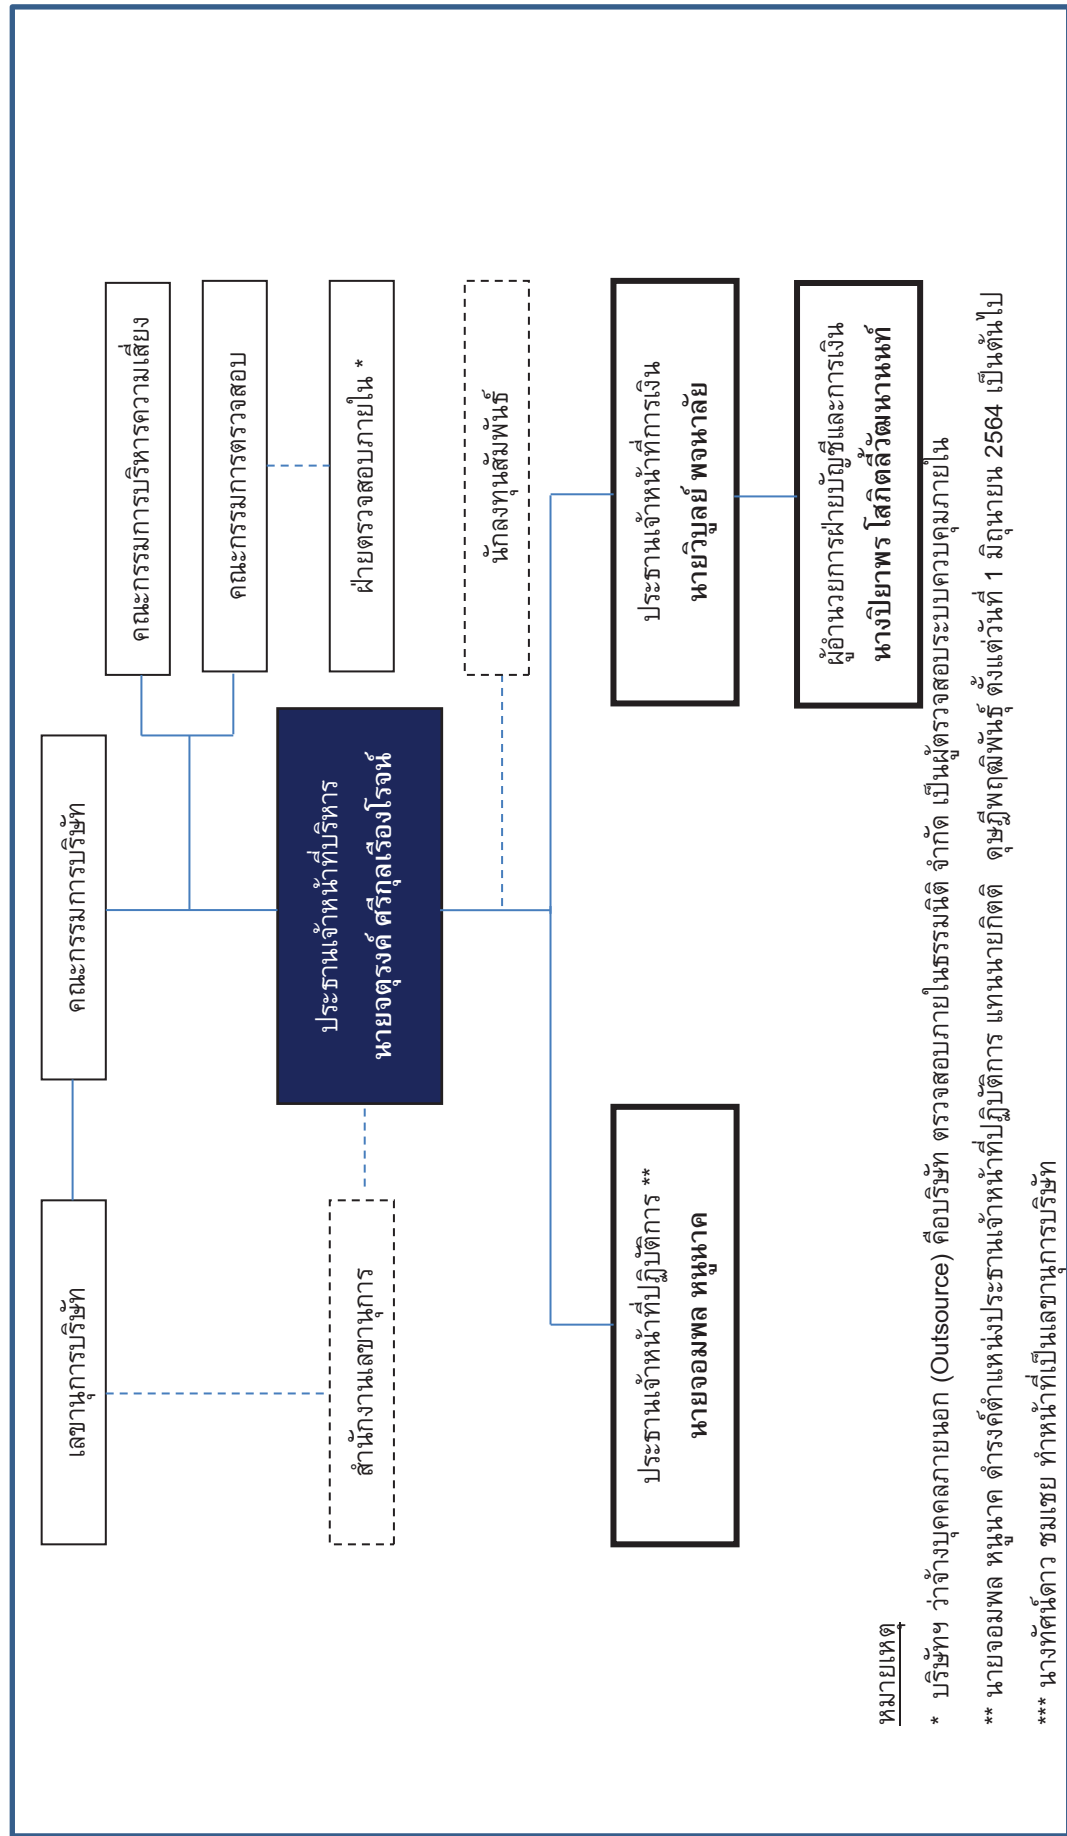 คณะกรรมการบริษัท
เลขานุการบริษัท
คณะกรรมการบริหารความเสี่ยง
คณะกรรมการตรวจสอบ
ประธานเจ้าหน้าที่บริหาร
นายจตุรงค์ ศรีกุลเรืองโรจน์
สำนักงานเลขานุการ
ฝ่ายตรวจสอบภายใน *
นักลงทุนสัมพันธ์
ประธานเจ้าหน้าที่ปฏิบัติการ **
นายจอมพล หนูนาค
ประธานเจ้าหน้าที่การเงิน
นายวิบูลย์ พจนาลัย
ผู้อำนวยการฝ่ายบัญชีและการเงิน
นางปิยาพร โสภิตลิ้วัฒนานนท์
หมายเหตุ
* บริษัทฯ ว่าจ้างบุคคลภายนอก (Outsource) คือบริษัท ตรวจสอบภายในธรรมนิติ จำกัด เป็นผู้ตรวจสอบระบบควบคุมภายใน
** นายจอมพล หนูนาค ดำรงค์ตำแหน่งประธานเจ้าหน้าที่ปฏิบัติการ แทนนายกิตติ ดุษฎีพฤฒิพันธุ์ ตั้งแต่วันที่ 1 มิถุนายน 2564 เป็นต้นไป
*** นางทัศน์ดาว ชมเชย ทำหน้าที่เป็นเลขานุการบริษัท